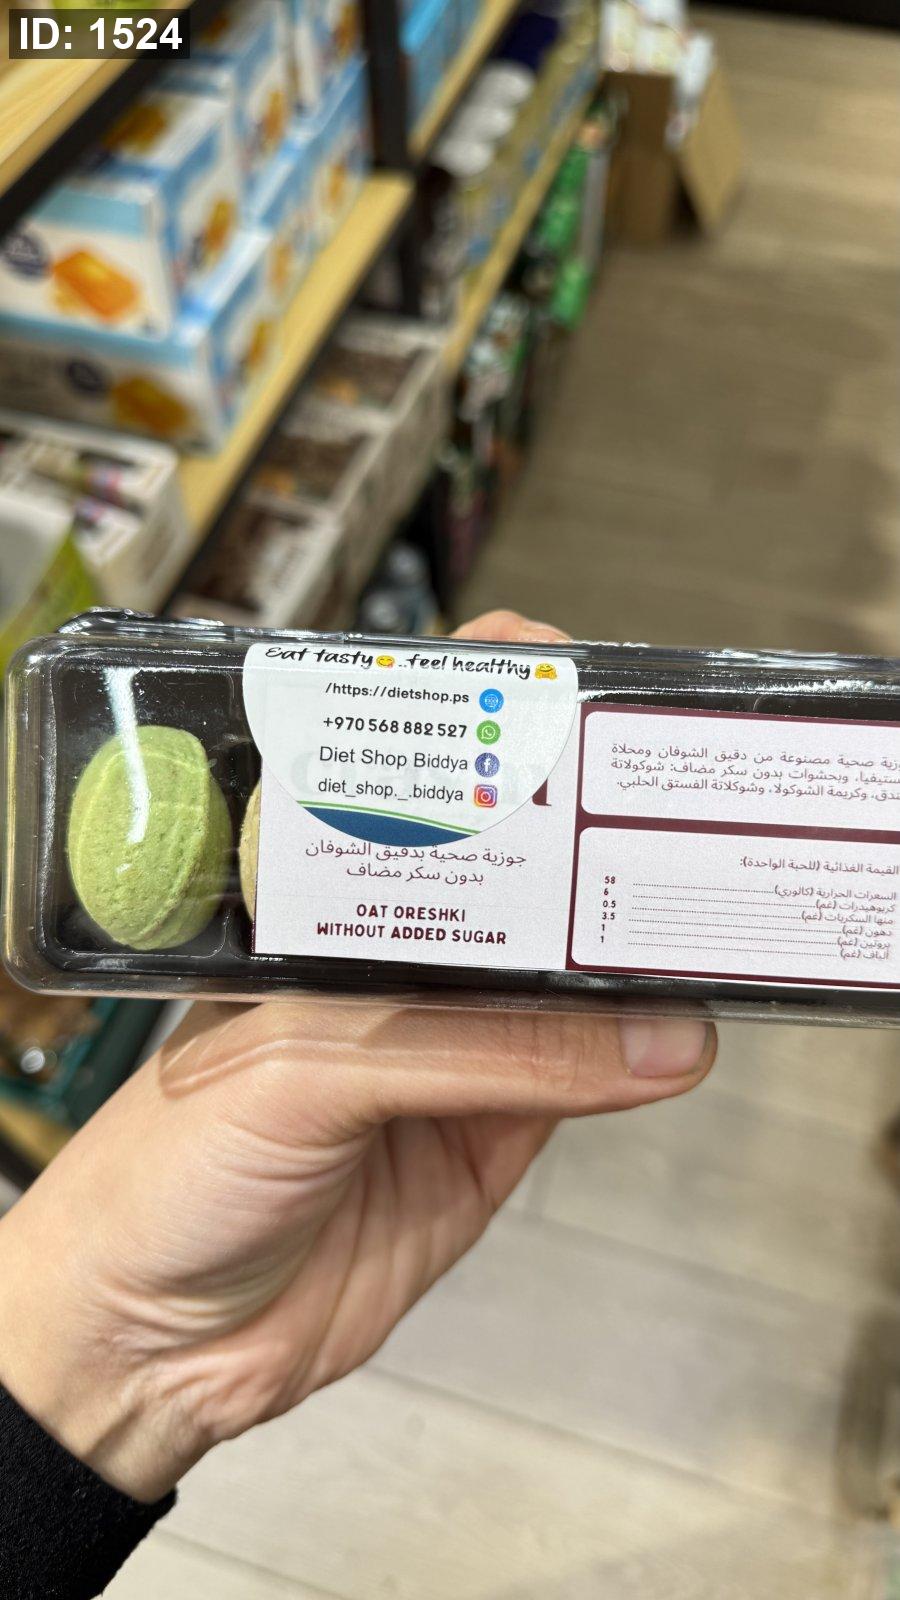 ID: 1524
Eat tasty😋..feel healthy🤗
/https://dietshop.ps
+970 568 882 527
Diet Shop Biddya
diet_shop._.biddya
جوزية صحية بدقيق الشوفان
بدون سكر مضاف
OAT ORESHKI
WITHOUT ADDED SUGAR
صحية مصنوعة من دقيق الشوفان ومحلاة
وبحشوات بدون سكر مضاف: شوكولاتة
وكريمة الشوكولا، وشوكلاتة الفستق الحلبي.
القيمة الغذائية (للحبة الواحدة):
السعرات الحرارية (كالوري) 58
كربوهيدرات (غم) 6
منها السكريات (غم) 0.5
دهون (غم) 3.5
بروتين (غم) 1
ألياف (غم) 1